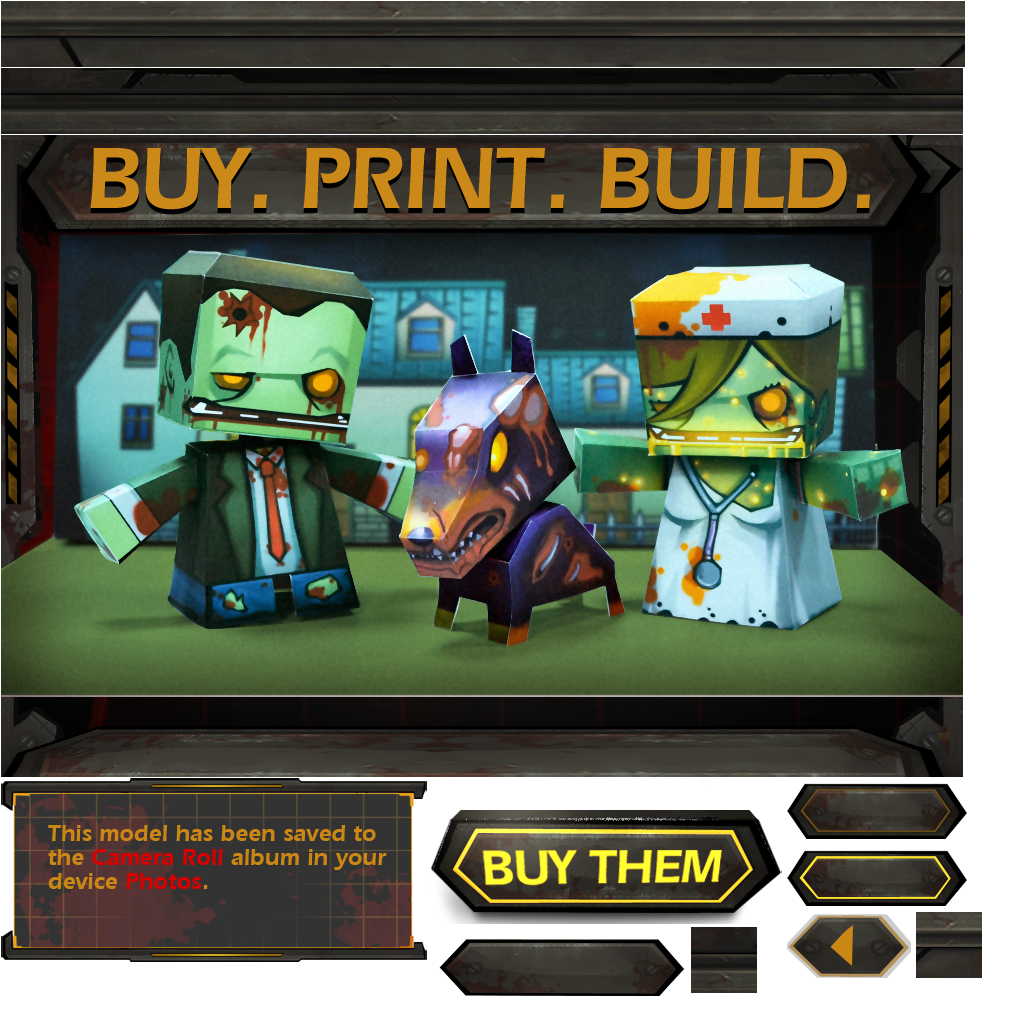 BUY. PRINT. BUILD.
This model has been saved to
the Camera Roll album in your
device Photos.
BUY THEM